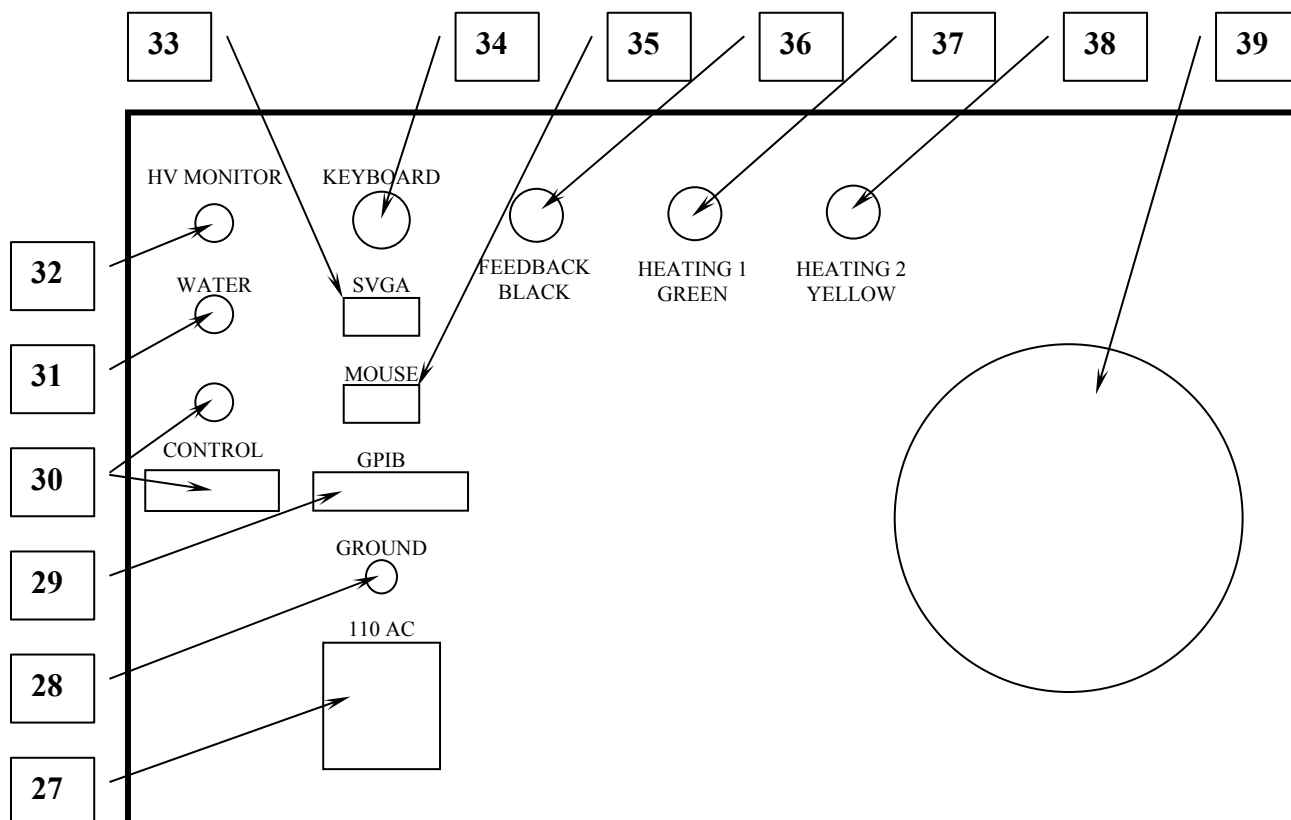 33 34 35 36 37 38 39
HV MONITOR KEYBOARD
32
FEEDBACK
BLACK
HEATING 1
GREEN
HEATING 2
YELLOW
WATER SVGA
31
MOUSE
30
CONTROL GPIB
29
GROUND
28
110 AC
27